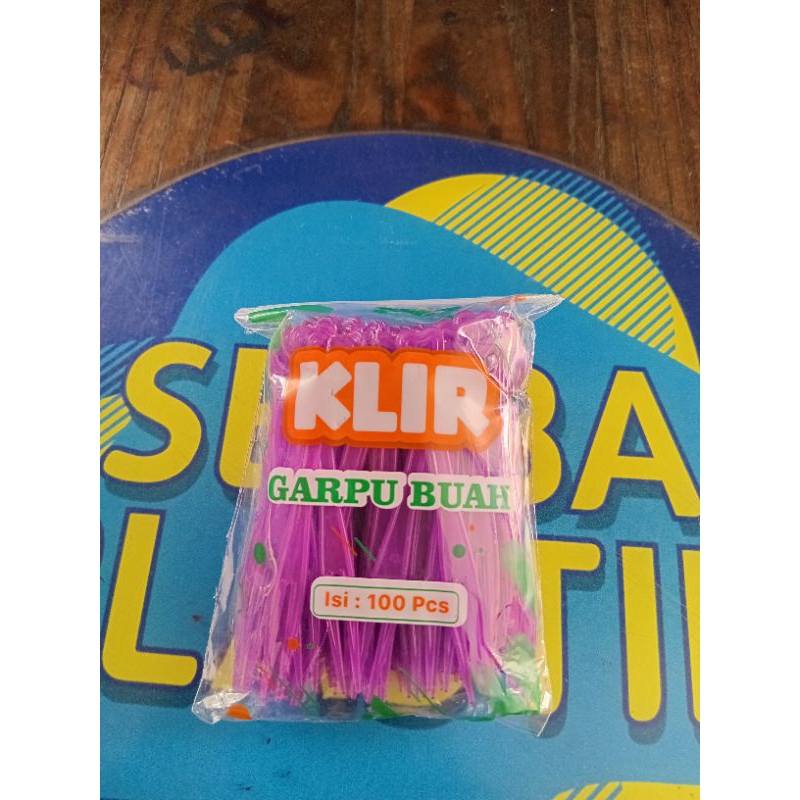 KLIR
GARPU BUAH
Isi : 100 Pcs